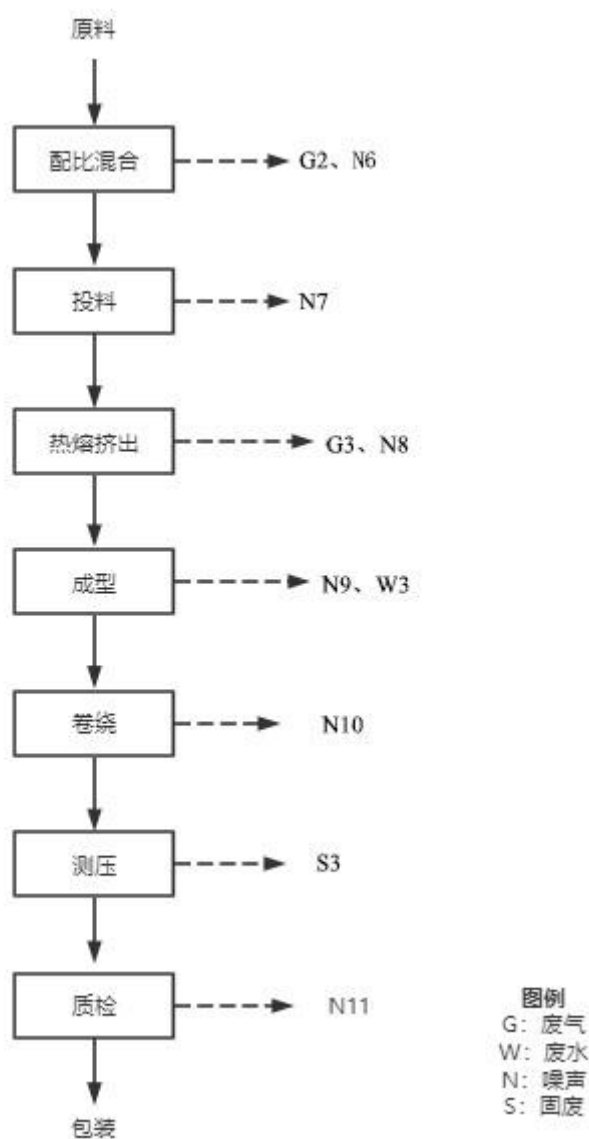 原料
配比混合
G2、N6
投料
N7
热熔挤出
G3、N8
成型
N9、W3
卷绕
N10
测压
S3
质检
N11
包装
图例
G：废气
W：废水
N：噪声
S：固废